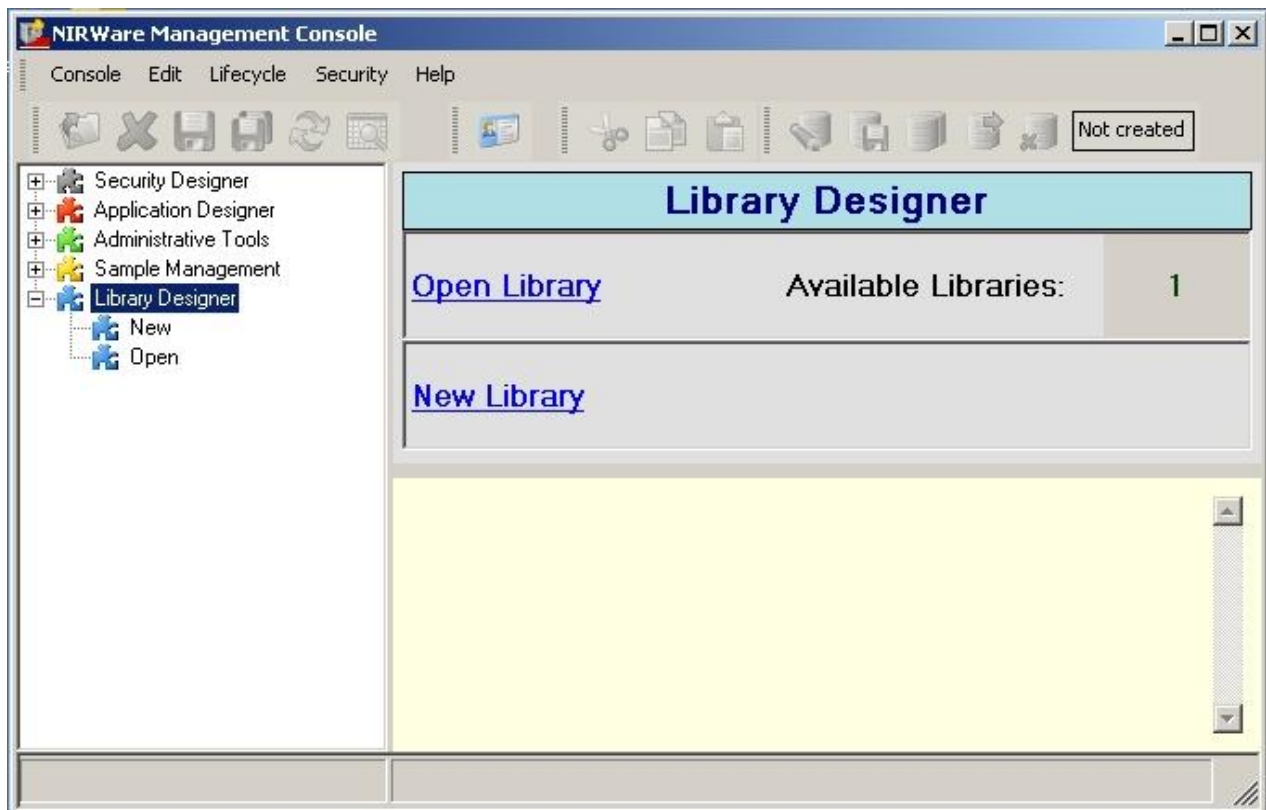 NIRWare Management Console
Console Edit Lifecycle Security Help
Not created
Security Designer
Application Designer
Administrative Tools
Sample Management
Library Designer
New
Open
Library Designer
Open Library Available Libraries: 1
New Library